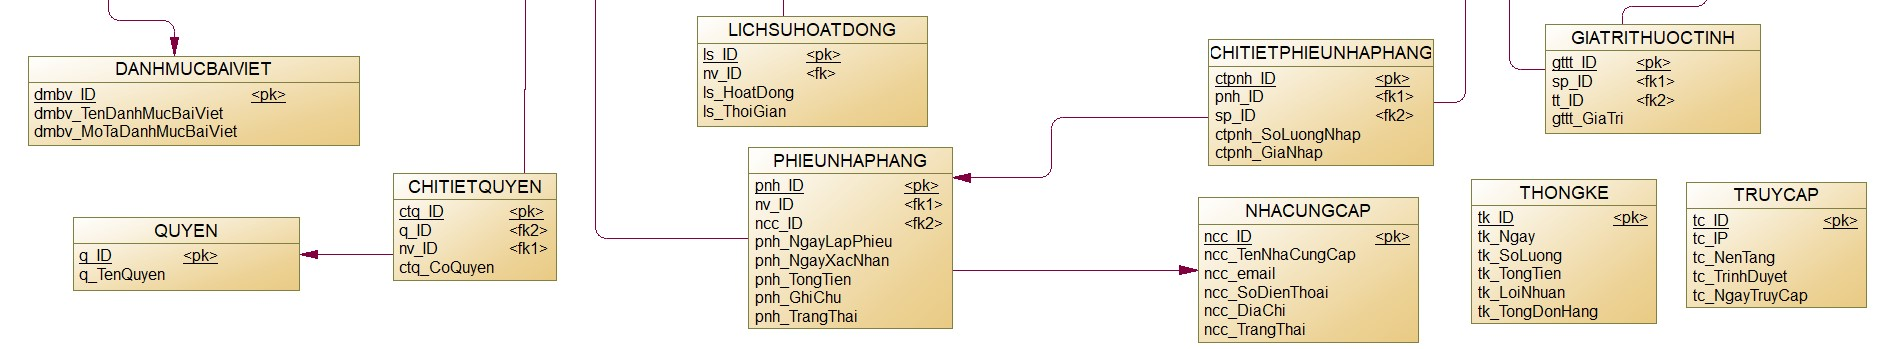 DANHMUCBAIVIET
dmbv_ID <pk>
dmbv_TenDanhMucBaiViet
dmbv_MoTaDanhMucBaiViet
QUYEN
q_ID <pk>
q_TenQuyen
CHITIETQUYEN
ctq_ID <pk>
q_ID <fk2>
nv_ID <fk1>
ctq_CoQuyen
LICHSUHOATDONG
ls_ID <pk>
nv_ID <fk>
ls_HoatDong
ls_ThoiGian
PHIEUNHAPHANG
pnh_ID <pk>
nv_ID <fk1>
ncc_ID <fk2>
pnh_NgayLapPhieu
pnh_NgayXacNhan
pnh_TongTien
pnh_GhiChu
pnh_TrangThai
CHITIETPHIEUNHAPHANG
ctpnh_ID <pk>
pnh_ID <fk1>
sp_ID <fk2>
ctpnh_SoLuongNhap
ctpnh_GiaNhap
NHACUNGCAP
ncc_ID <pk>
ncc_TenNhaCungCap
ncc_email
ncc_SoDienThoai
ncc_DiaChi
ncc_TrangThai
GIATRITHUOCTINH
gttt_ID <pk>
sp_ID <fk1>
tt_ID <fk2>
gttt_GiaTri
THONGKE
tk_ID <pk>
tk_Ngay
tk_SoLuong
tk_TongTien
tk_LoiNhuan
tk_TongDonHang
TRUYCAP
tc_ID <pk>
tc_IP
tc_NenTang
tc_TrinhDuyet
tc_NgayTruyCap